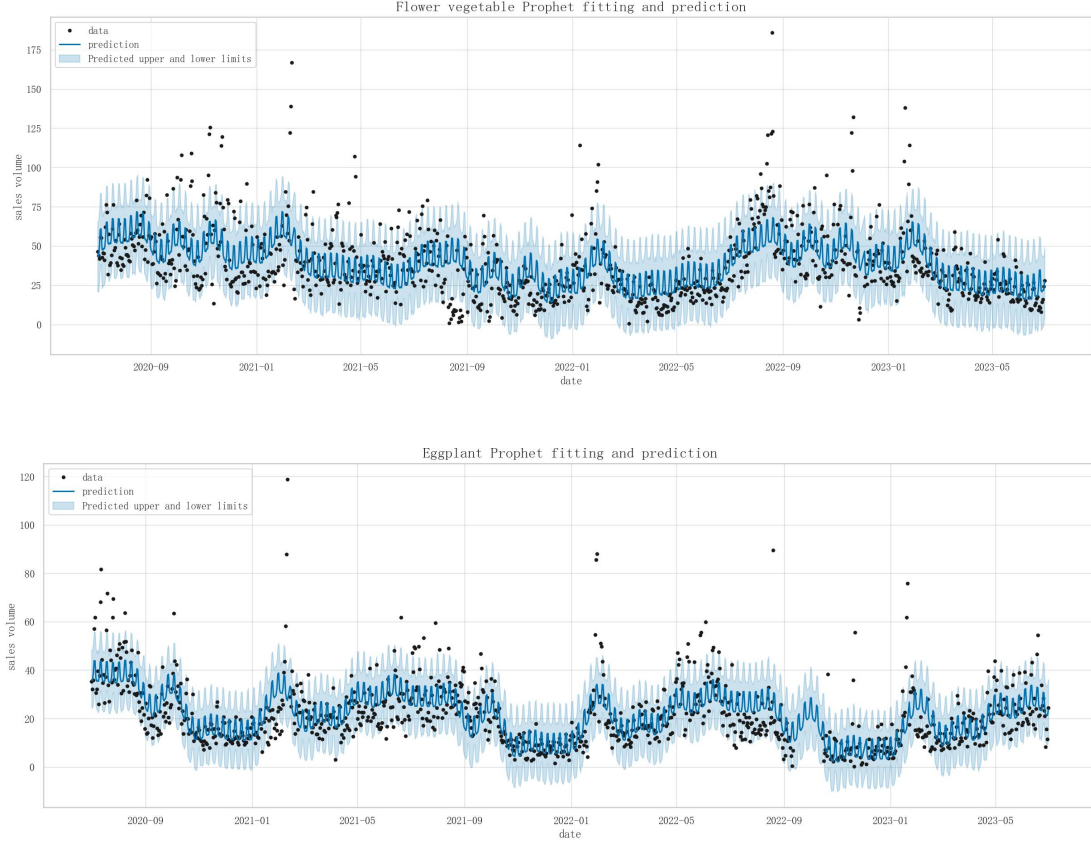 Flower vegetable Prophet fitting and prediction
data
prediction
Predicted upper and lower limits
175
150
125
100
75
50
25
0
sales volume
2020-09
2021-01
2021-05
2021-09
2022-01
2022-05
2022-09
2023-01
2023-05
date
Eggplant Prophet fitting and prediction
data
prediction
Predicted upper and lower limits
120
100
80
60
40
20
0
sales volume
2020-09
2021-01
2021-05
2021-09
2022-01
2022-05
2022-09
2023-01
2023-05
date